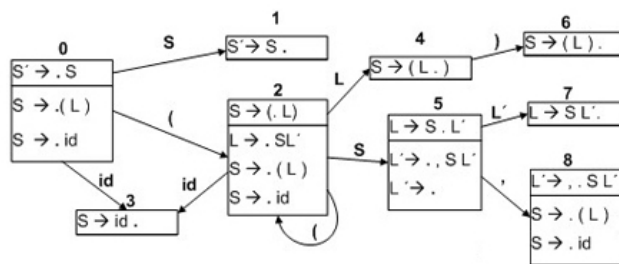 0
S´ → . S
S → .( L )
S → . id
S
1
S´ → S .
(
id
3
S → id .
id
2
S → (. L)
L → . SL´
S → . ( L )
S → . id
(
L
4
S → ( L . )
)
6
S → ( L ) .
S
5
L → S . L´
L´ → . , S L´
L´ → .
L´
7
L → S L´.
,
8
L´ → , . S L´
S → . ( L )
S → . id